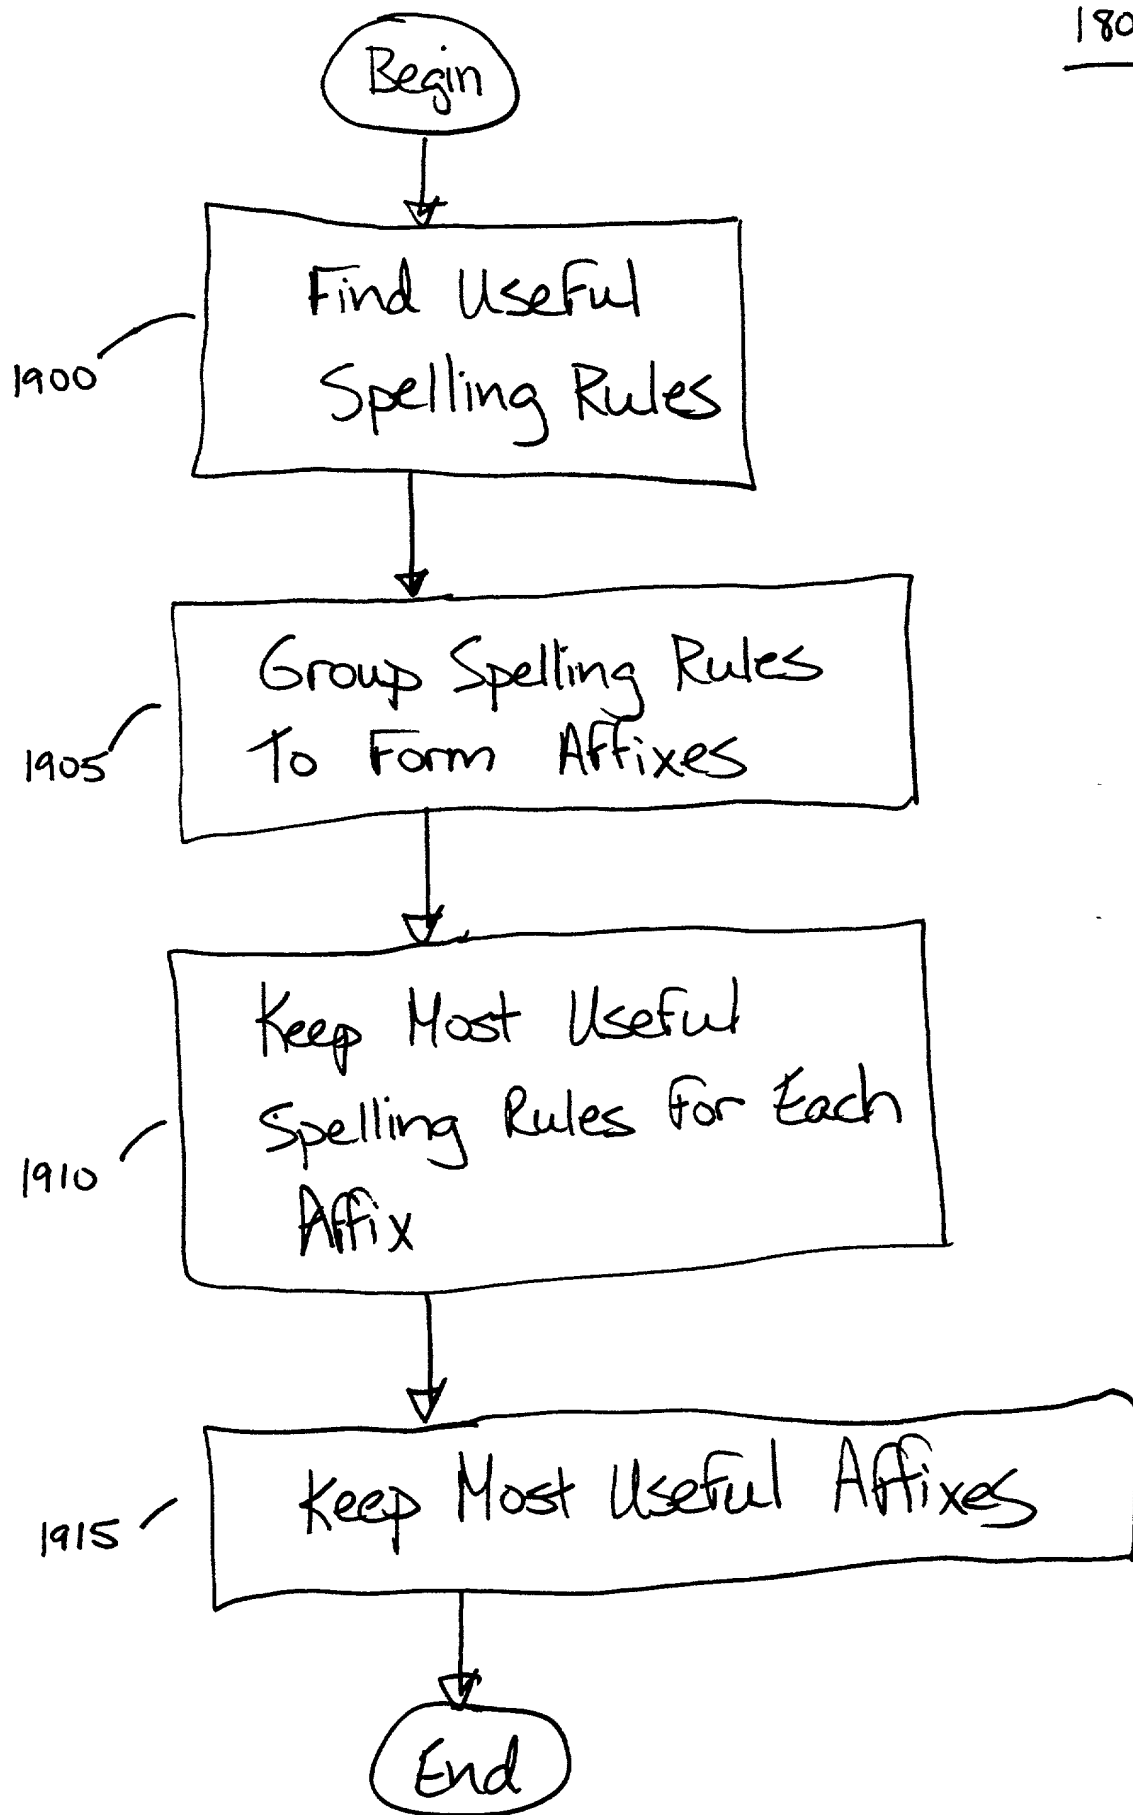 180
Begin
Find Useful
Spelling Rules
1900
Group Spelling Rules
To Form Affixes
1905
Keep Most Useful
Spelling Rules For Each
Affix
1910
Keep Most Useful Affixes
1915
End